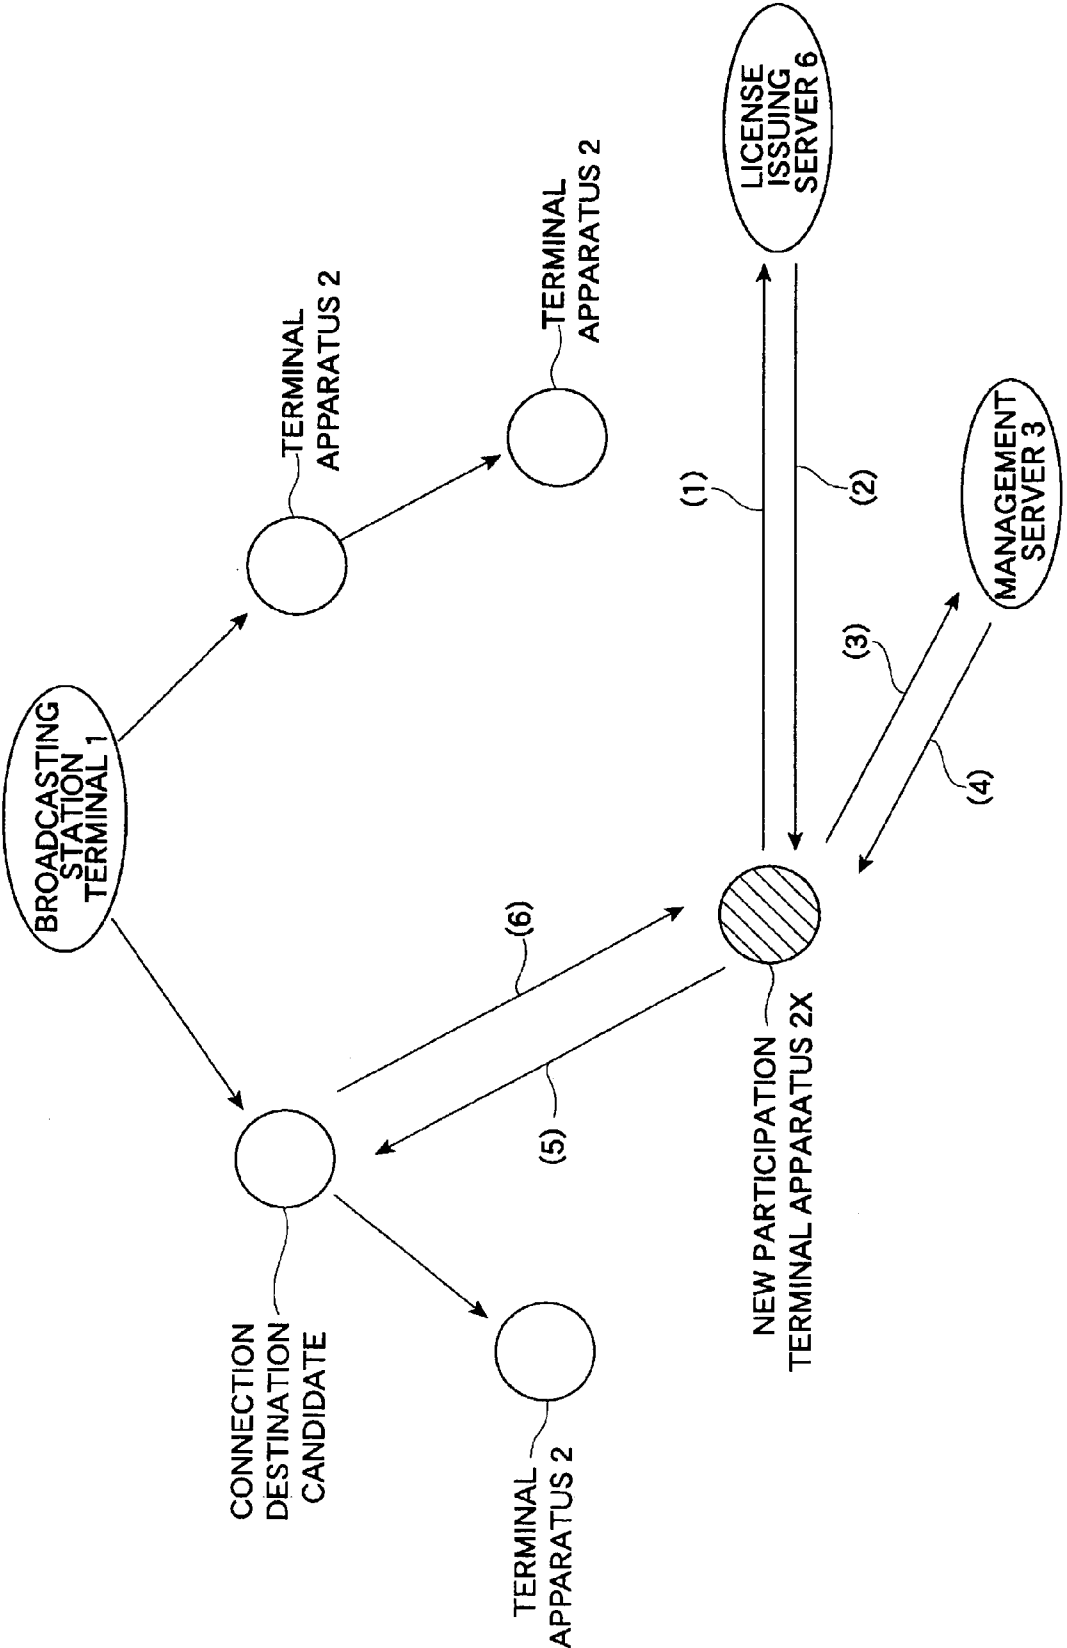 BROADCASTING
STATION
TERMINAL 1
CONNECTION
DESTINATION
CANDIDATE
TERMINAL
APPARATUS 2
TERMINAL
APPARATUS 2
TERMINAL
APPARATUS 2
(6)
(5)
NEW PARTICIPATION
TERMINAL APPARATUS 2X
(1)
(2)
LICENSE
ISSUING
SERVER 6
(3)
(4)
MANAGEMENT
SERVER 3